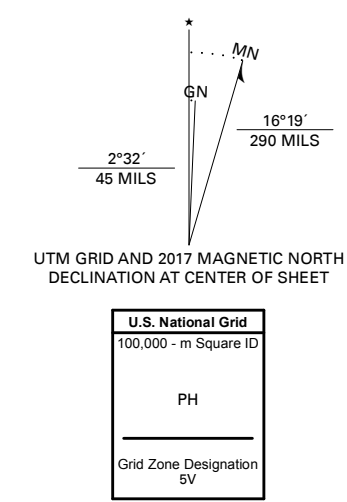 ★
MN
GN
16°19´
290 MILS
2°32´
45 MILS
UTM GRID AND 2017 MAGNETIC NORTH
DECLINATION AT CENTER OF SHEET
U.S. National Grid
100,000 - m Square ID
PH
Grid Zone Designation
5V